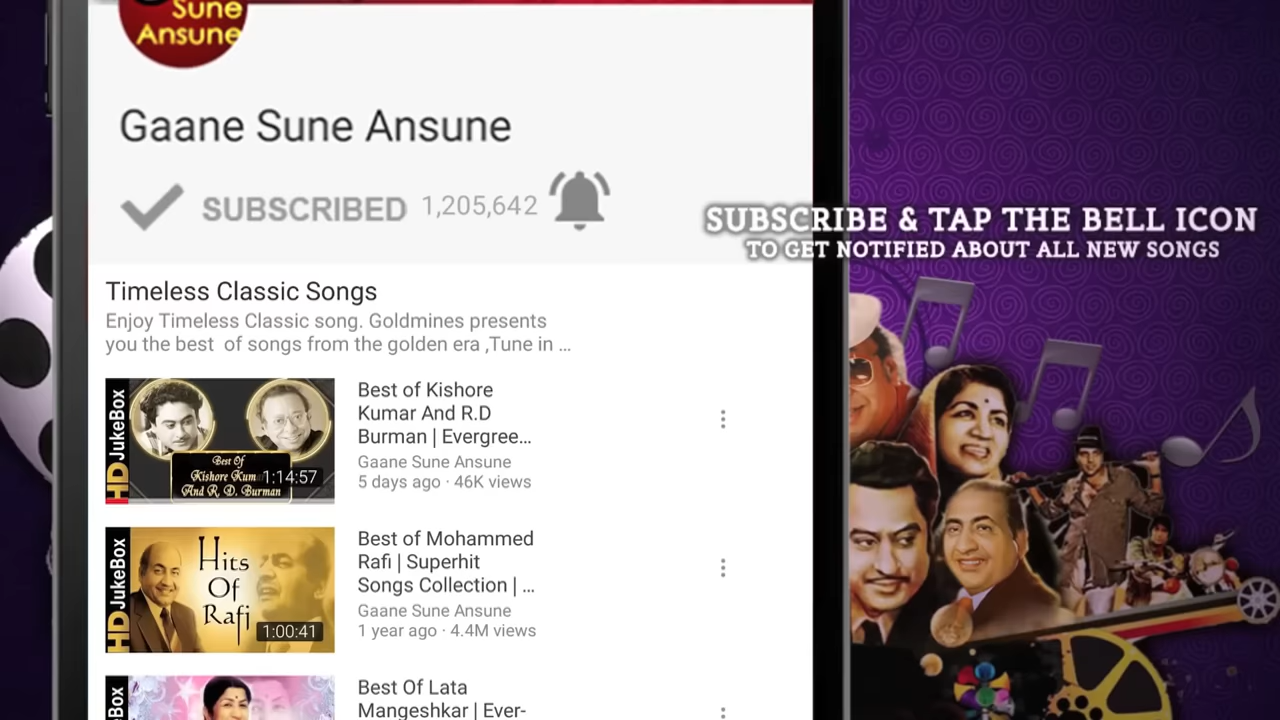 Sune
Ansune
Gaane Sune Ansune
SUBSCRIBED 1,205,642
SUBSCRIBE & TAP THE BELL ICON
TO GET NOTIFIED ABOUT ALL NEW SONGS
Timeless Classic Songs
Enjoy Timeless Classic song. Goldmines presents
you the best of songs from the golden era ,Tune in ...
HD JukeBox
Best Of
Kishore Kum
And R. D. Burman
1:14:57
Best of Kishore
Kumar And R.D
Burman | Evergree...
Gaane Sune Ansune
5 days ago · 46K views
HD JukeBox
Hits
Of
Rafi
1:00:41
Best of Mohammed
Rafi | Superhit
Songs Collection | ...
Gaane Sune Ansune
1 year ago · 4.4M views
eBox
Best Of Lata
Mangeshkar | Ever-